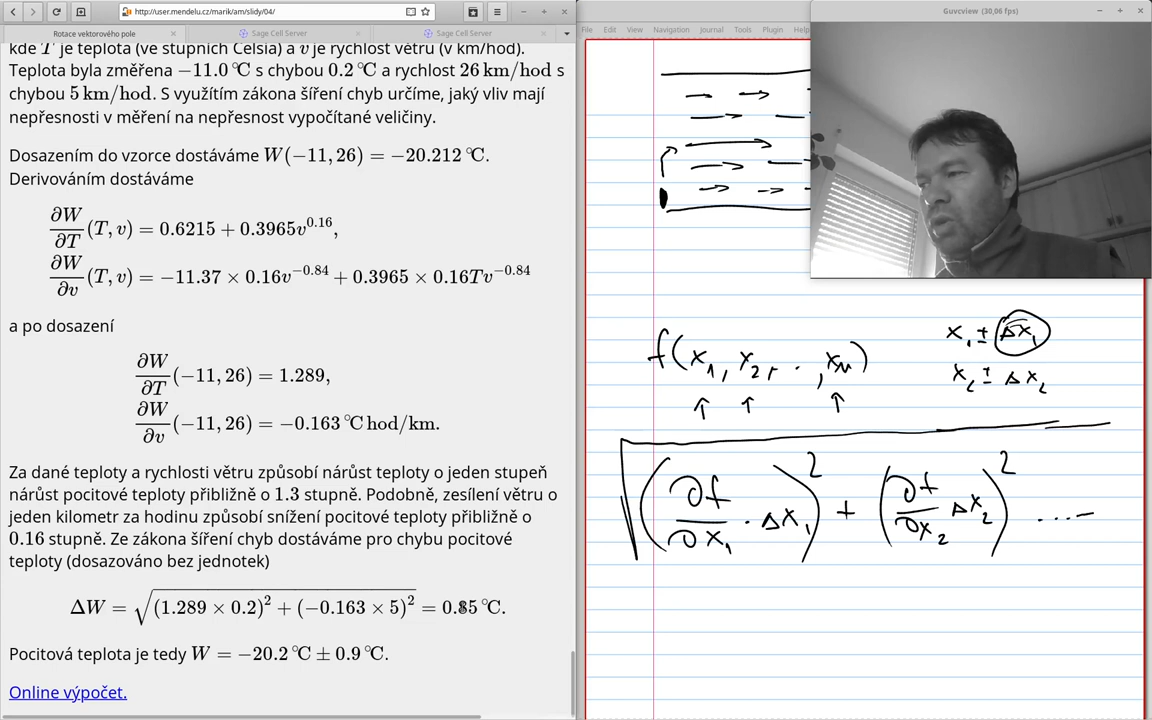 Guvcview (30,06 fps)
http://user.mendelu.cz/marik/am/slidy/04/
Rotace vektorového pole
Sage Cell Server
Sage Cell Server
File Edit View Navigation Journal Tools Plugin Help
kde T je teplota (ve stupních Celsia) a v je rychlost větru (v km/hod).
Teplota byla změřena −11.0 °C s chybou 0.2 °C a rychlost 26 km/hod s
chybou 5 km/hod. S využitím zákona šíření chyb určíme, jaký vliv mají
nepřesnosti v měření na nepřesnost vypočítané veličiny.
Dosazením do vzorce dostáváme W(−11, 26) = −20.212 °C.
Derivováním dostáváme
∂W/∂T (T, v) = 0.6215 + 0.3965v^0.16,
∂W/∂v (T, v) = −11.37 × 0.16v^−0.84 + 0.3965 × 0.16Tv^−0.84
a po dosazení
∂W/∂T (−11, 26) = 1.289,
∂W/∂v (−11, 26) = −0.163 °C hod/km.
Za dané teploty a rychlosti větru způsobí nárůst teploty o jeden stupeň
nárůst pocitové teploty přibližně o 1.3 stupně. Podobně, zesílení větru o
jeden kilometr za hodinu způsobí snížení pocitové teploty přibližně o
0.16 stupně. Ze zákona šíření chyb dostáváme pro chybu pocitové
teploty (dosazováno bez jednotek)
ΔW = √((1.289 × 0.2)² + (−0.163 × 5)²) = 0.85 °C.
Pocitová teplota je tedy W = −20.2 °C ± 0.9 °C.
Online výpočet.
f(x₁, x₂, . . , xₙ)
x₁ ± Δx₁
x₂ ± Δx₂
√((∂f/∂x₁ · Δx₁)² + (∂f/∂x₂ Δx₂)² ....